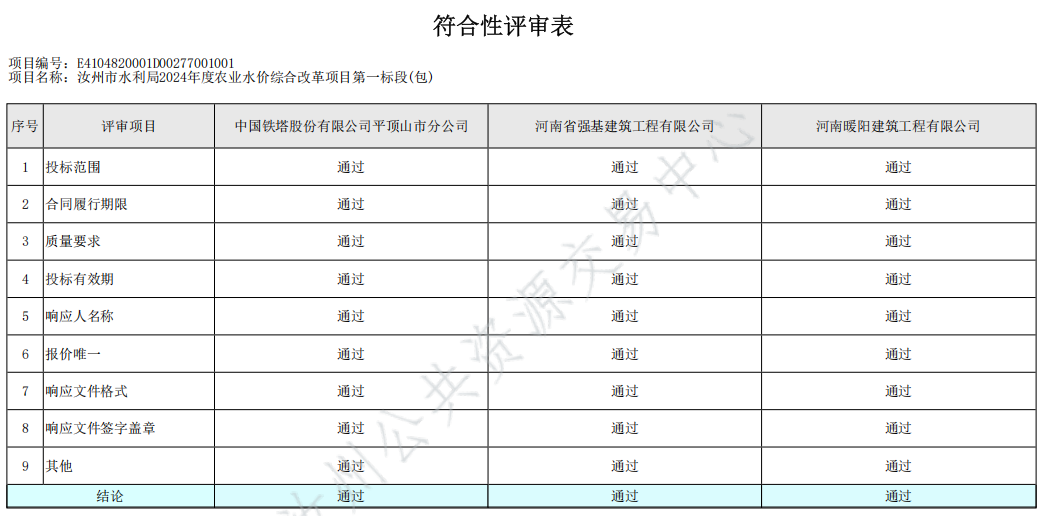 符合性评审表
项目编号：E4104820001D00277001001
项目名称：汝州市水利局2024年度农业水价综合改革项目第一标段(包)
序号 评审项目 中国铁塔股份有限公司平顶山市分公司 河南省强基建筑工程有限公司 河南暖阳建筑工程有限公司
1 投标范围 通过 通过 通过
2 合同履行期限 通过 通过 通过
3 质量要求 通过 通过 通过
4 投标有效期 通过 通过 通过
5 响应人名称 通过 通过 通过
6 报价唯一 通过 通过 通过
7 响应文件格式 通过 通过 通过
8 响应文件签字盖章 通过 通过 通过
9 其他 通过 通过 通过
结论 通过 通过 通过
汝州公共资源交易中心